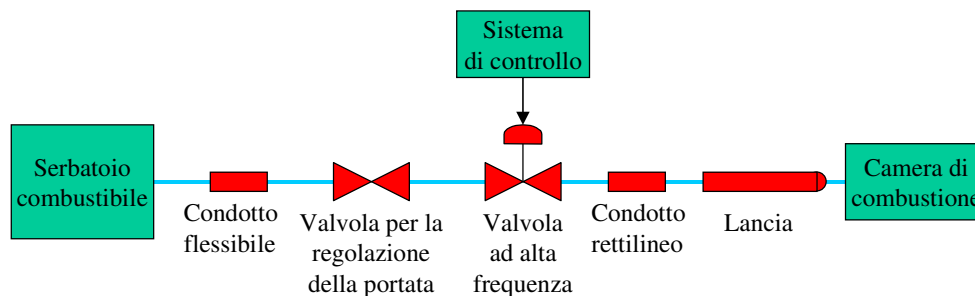 Sistema
di controllo
Serbatoio
combustibile
Condotto
flessibile
Valvola per la
regolazione
della portata
Valvola
ad alta
frequenza
Condotto
rettilineo
Lancia
Camera di
combustione